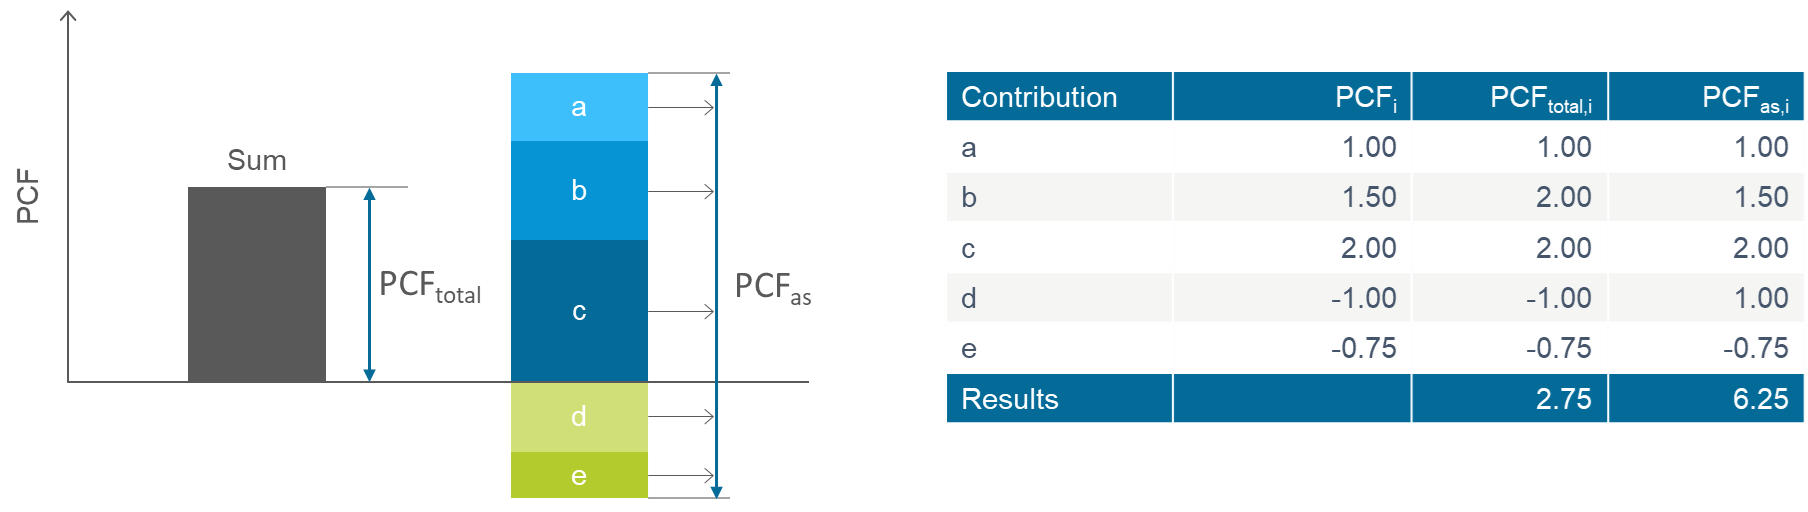 PCF
Sum
PCFtotal
a
b
c
d
e
PCFas
Contribution PCFi PCFtotal,i PCFas,i
a 1.00 1.00 1.00
b 1.50 2.00 1.50
c 2.00 2.00 2.00
d -1.00 -1.00 1.00
e -0.75 -0.75 -0.75
Results 2.75 6.25